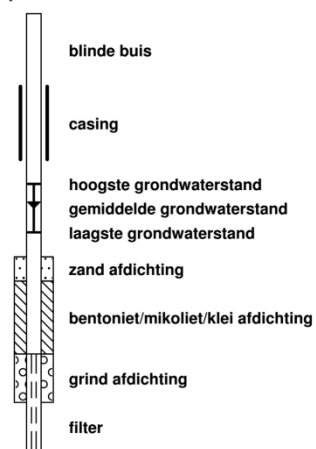 blinde buis
casing
hoogste grondwaterstand
gemiddelde grondwaterstand
laagste grondwaterstand
zand afdichting
bentoniet/mikoliet/klei afdichting
grind afdichting
filter